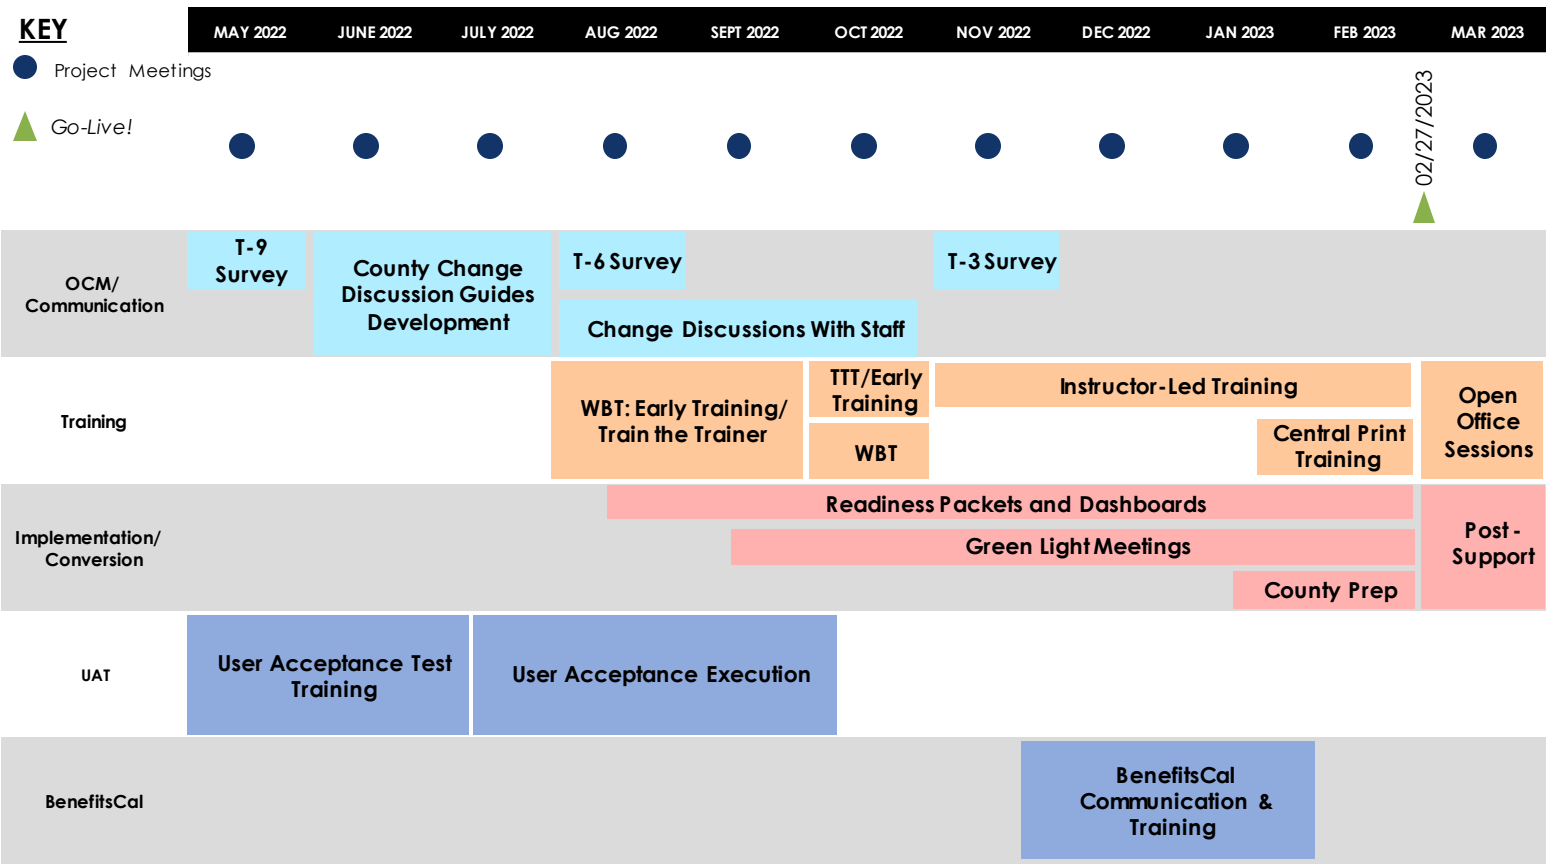 KEY
MAY 2022
JUNE 2022
JULY 2022
AUG 2022
SEPT 2022
OCT 2022
NOV 2022
DEC 2022
JAN 2023
FEB 2023
MAR 2023
Project Meetings
Go-Live!
02/27/2023
OCM/
Communication
T-9
Survey
County Change
Discussion Guides
Development
T-6 Survey
Change Discussions With Staff
T-3 Survey
Training
WBT: Early Training/
Train the Trainer
TTT/Early
Training
WBT
Instructor-Led Training
Central Print
Training
Open
Office
Sessions
Implementation/
Conversion
Readiness Packets and Dashboards
Green Light Meetings
County Prep
Post-
Support
UAT
User Acceptance Test
Training
User Acceptance Execution
BenefitsCal
BenefitsCal
Communication &
Training